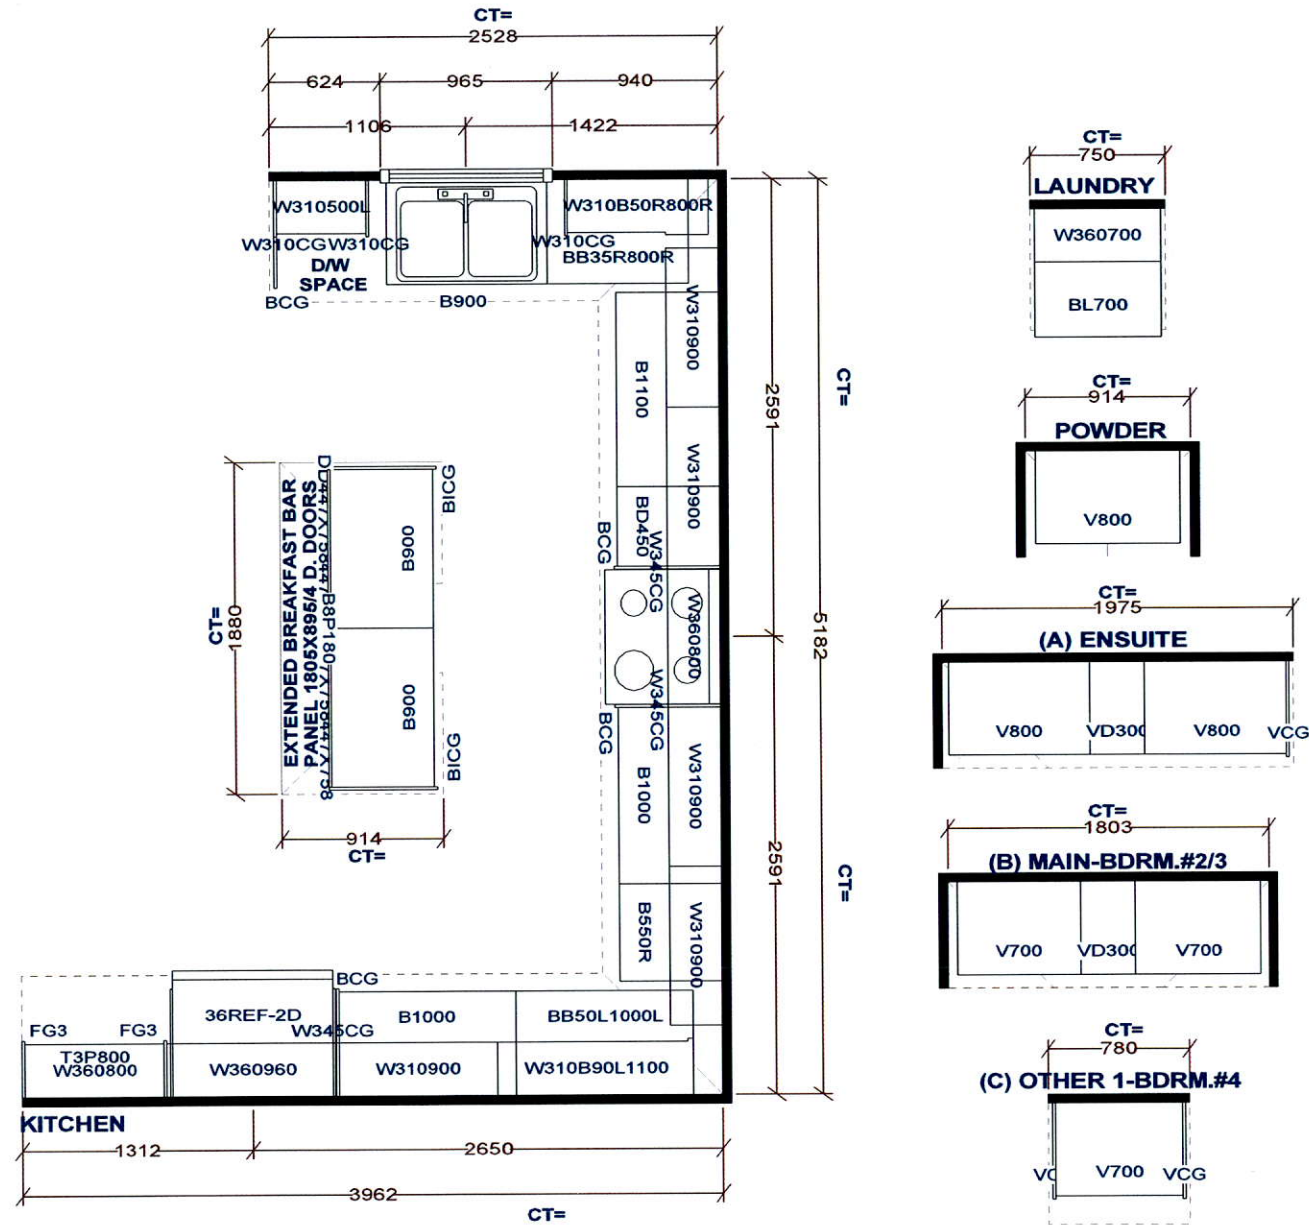 CT=
2528
624 965 940
1106 1422
W310500L
W310B50R800R
W310CG
W310CG
W310CG
D/W
SPACE
BB35R800R
BCG
B900
W310900
B1100
W310900
BD450
BCG
W345CG
W360800
W345CG
BCG
B1000
W310900
B550R
W310900
2591
5182
2591
CT=
CT=
EXTENDED BREAKFAST BAR
PANEL 1805X895/4 D. DOORS
BICG
B900
B900
BICG
CT=
1880
914
CT=
BCG
36REF-2D
B1000
BB50L1000L
FG3
FG3
W345CG
T3P800
W360800
W360960
W310900
W310B90L1100
KITCHEN
1312 2650
3962
CT=
CT=
750
LAUNDRY
W360700
BL700
CT=
914
POWDER
V800
CT=
1975
(A) ENSUITE
V800 VD300 V800 VCG
CT=
1803
(B) MAIN-BDRM.#2/3
V700 VD300 V700
CT=
780
(C) OTHER 1-BDRM.#4
V700 VCG